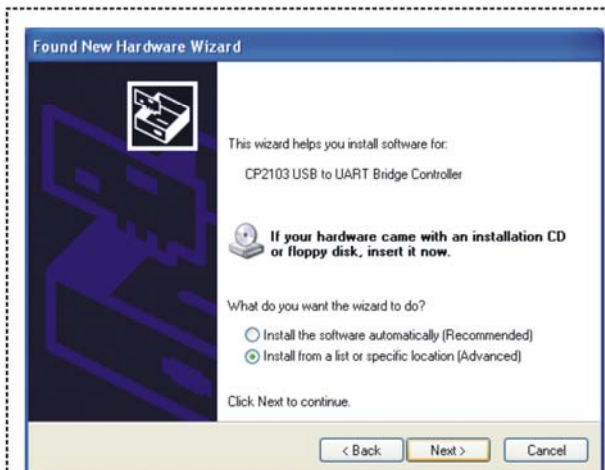 Found New Hardware Wizard
This wizard helps you install software for:
CP2103 USB to UART Bridge Controller
If your hardware came with an installation CD
or floppy disk, insert it now.
What do you want the wizard to do?
Install the software automatically (Recommended)
Install from a list or specific location (Advanced)
Click Next to continue.
< Back Next > Cancel